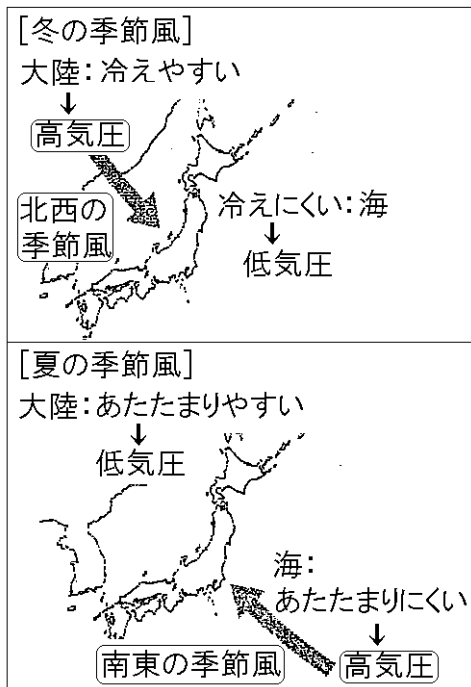 [冬の季節風]
大陸：冷えやすい
↓
高気圧
北西の
季節風
冷えにくい：海
↓
低気圧
[夏の季節風]
大陸：あたたまりやすい
↓
低気圧
海：
あたたまりにくい
↓
南東の季節風
高気圧